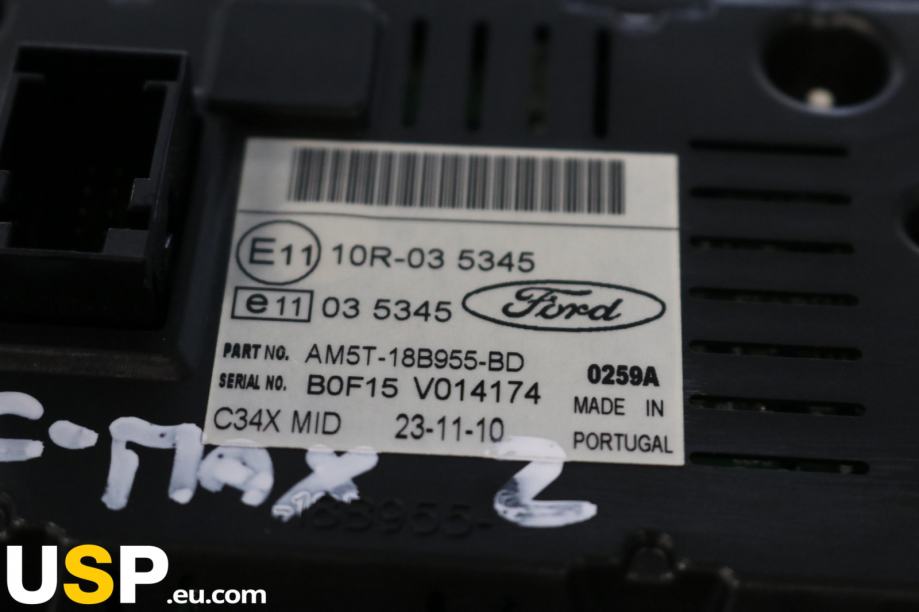 E11 10R-03 5345
e11 03 5345 Ford
PART NO. AM5T-18B955-BD
SERIAL NO. B0F15 V014174 0259A
MADE IN
C34X MID 23-11-10 PORTUGAL
C-MAX 2
-18B955-
USP.eu.com